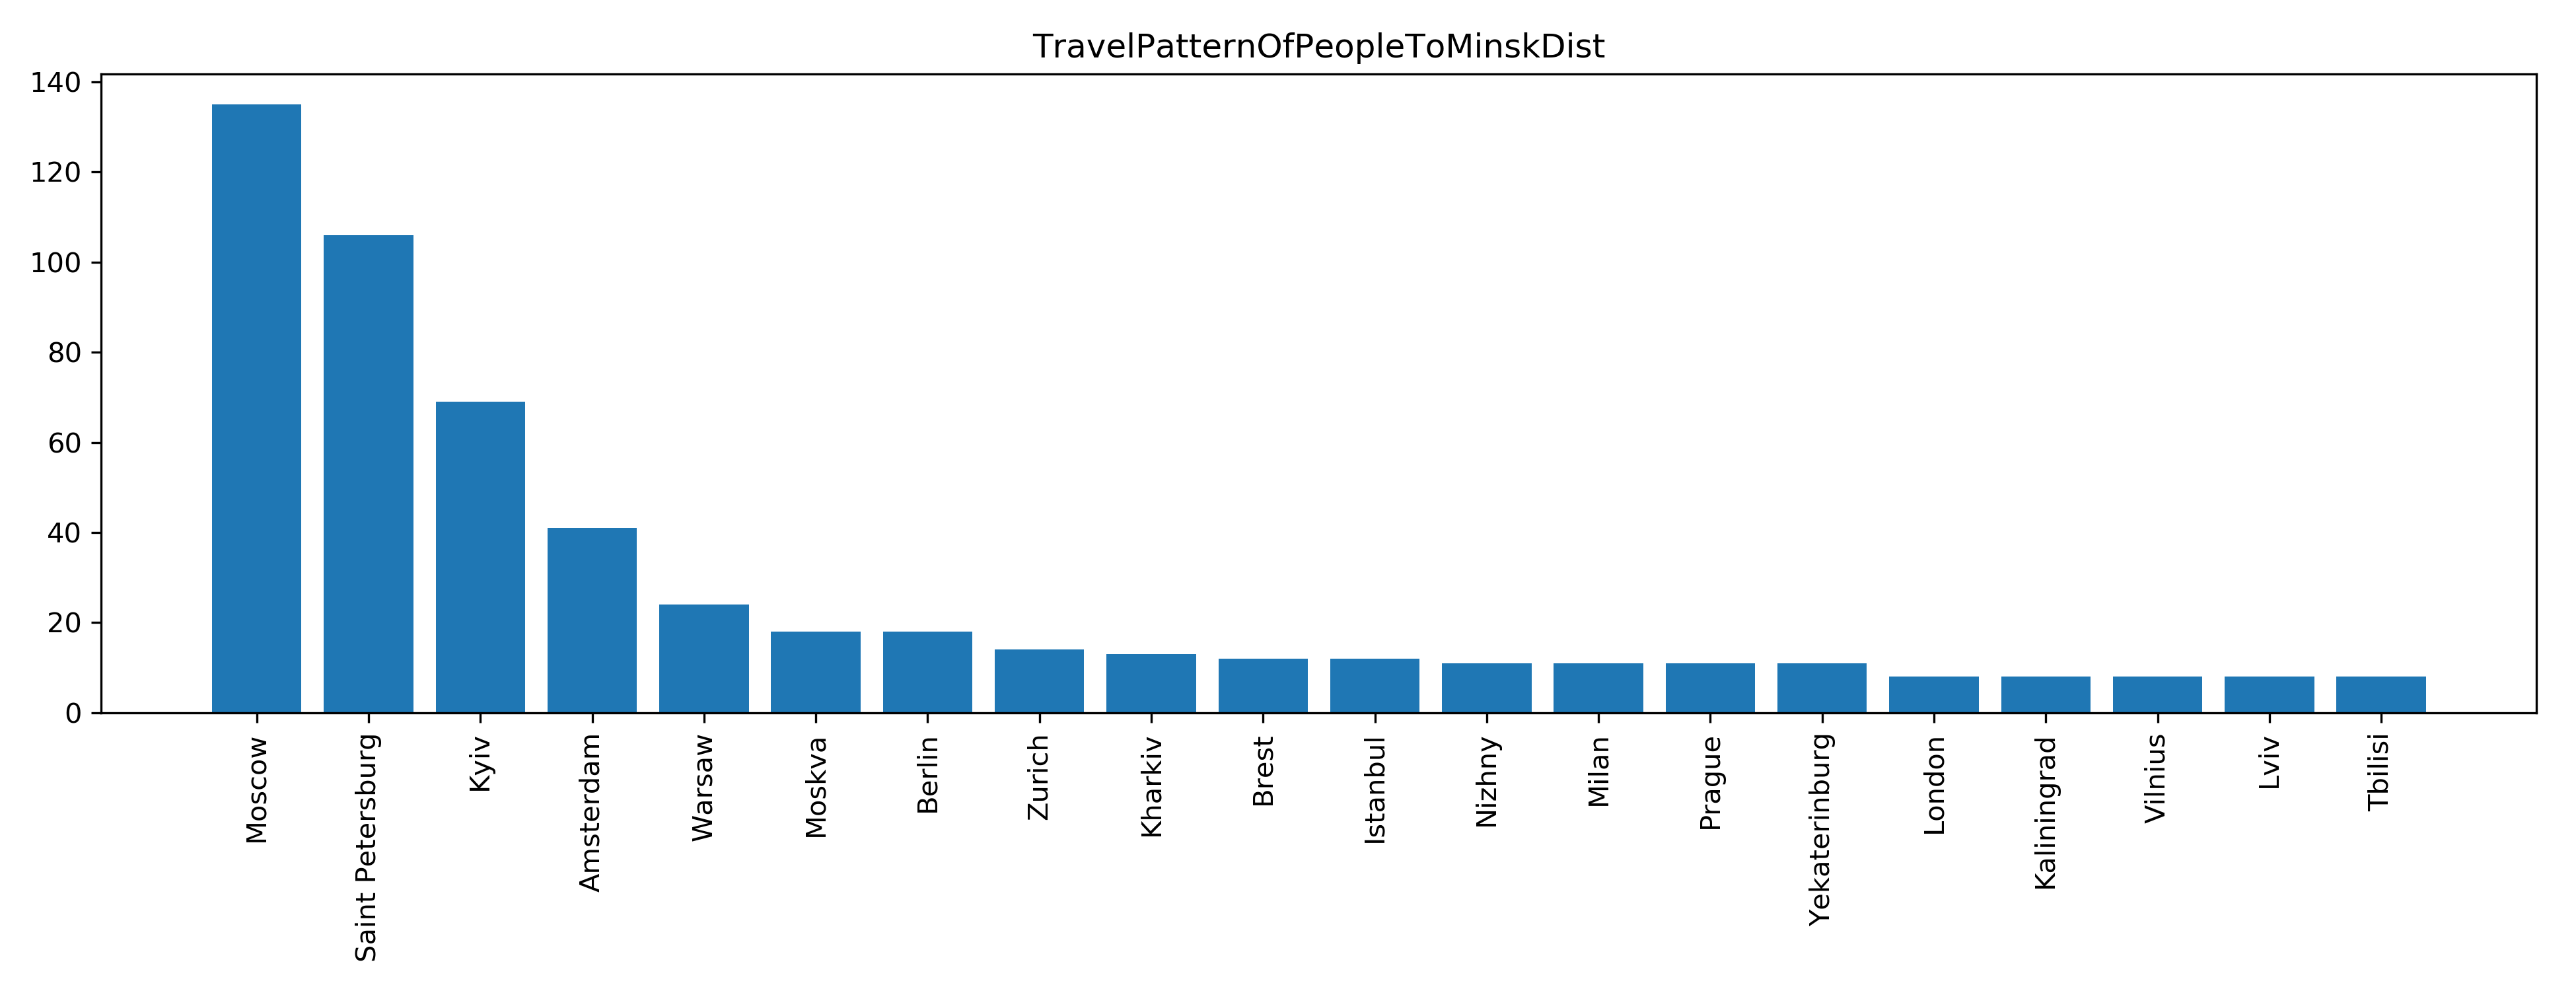 TravelPatternOfPeopleToMinskDist
140
120
100
80
60
40
20
0
Moscow
Saint Petersburg
Kyiv
Amsterdam
Warsaw
Moskva
Berlin
Zurich
Kharkiv
Brest
Istanbul
Nizhny
Milan
Prague
Yekaterinburg
London
Kaliningrad
Vilnius
Lviv
Tbilisi